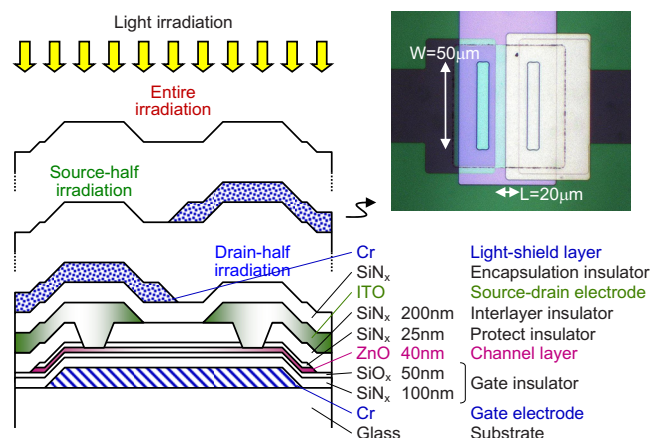 Light irradiation
Entire
irradiation
Source-half
irradiation
Drain-half
irradiation
W=50μm
L=20μm
Cr Light-shield layer
SiNx Encapsulation insulator
ITO Source-drain electrode
SiNx 200nm Interlayer insulator
SiNx 25nm Protect insulator
ZnO 40nm Channel layer
SiOx 50nm
Gate insulator
SiNx 100nm
Cr Gate electrode
Glass Substrate